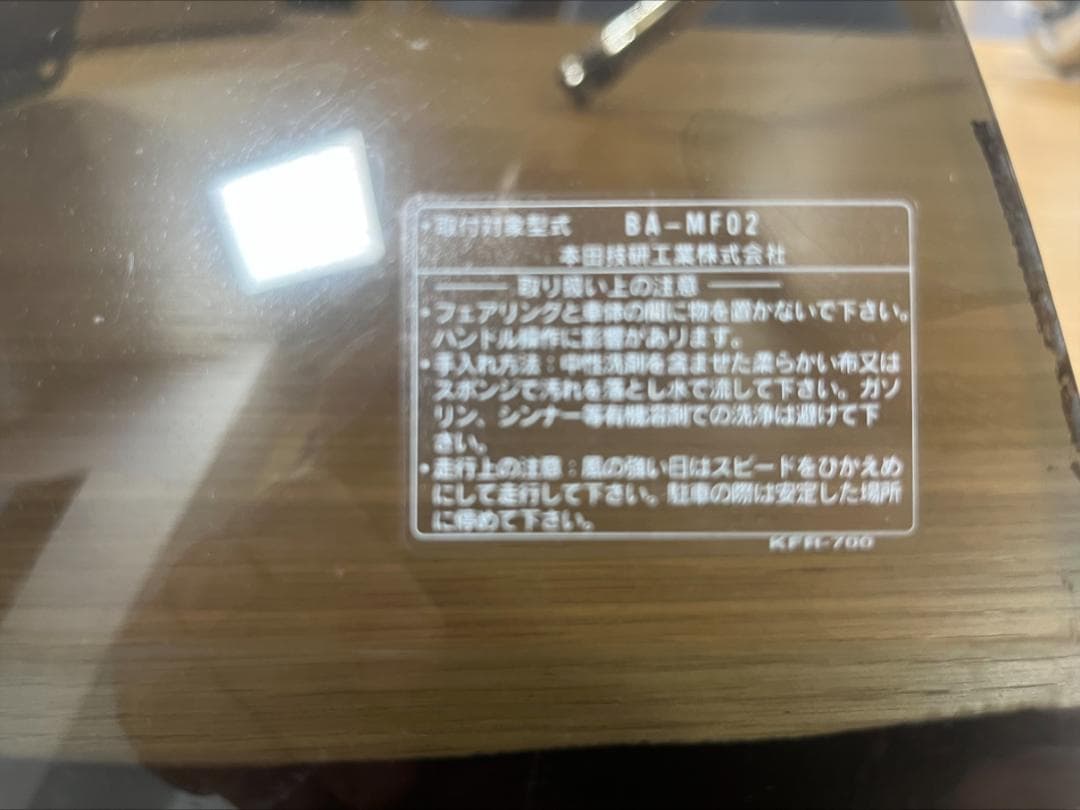 ・取付対象型式 BA-MF02
本田技研工業株式会社
取り扱い上の注意
・フェアリングと車体の間に物を置かないで下さい。
ハンドル操作に影響があります。
・手入れ方法：中性洗剤を含ませた柔らかい布又は
スポンジで汚れを落とし水で流して下さい。ガソ
リン、シンナー等有機溶剤での洗浄は避けて下
さい。
・走行上の注意：風の強い日はスピードをひかえめ
にして走行して下さい。駐車の際は安定した場所
に停めて下さい。